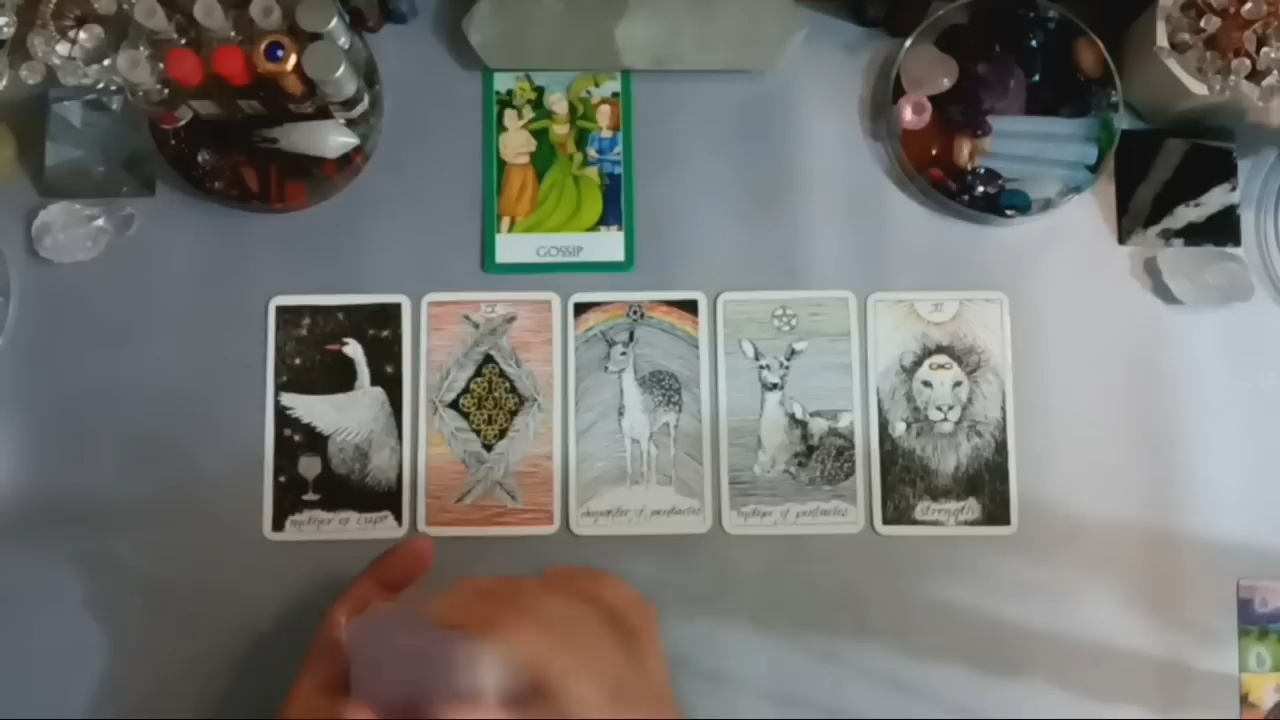 GOSSIP
mother of cups
daughter of pentacles
mother of pentacles
strength